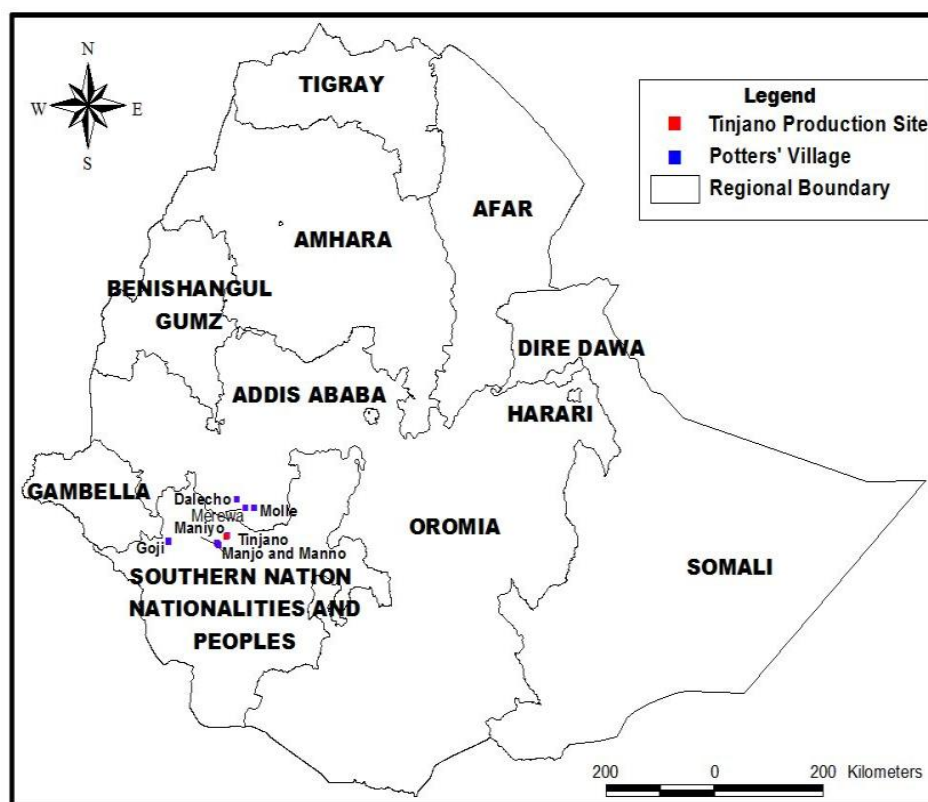 N
W E
S
Legend
Tinjano Production Site
Potters' Village
Regional Boundary
TIGRAY
AFAR
AMHARA
BENISHANGUL
GUMZ
DIRE DAWA
ADDIS ABABA
HARARI
GAMBELLA
Dalecho
Merewa
Molle
Maniyo
Tinjano
Goji
Manjo and Manno
OROMIA
SOMALI
SOUTHERN NATION
NATIONALITIES AND
PEOPLES
200 0 200 Kilometers